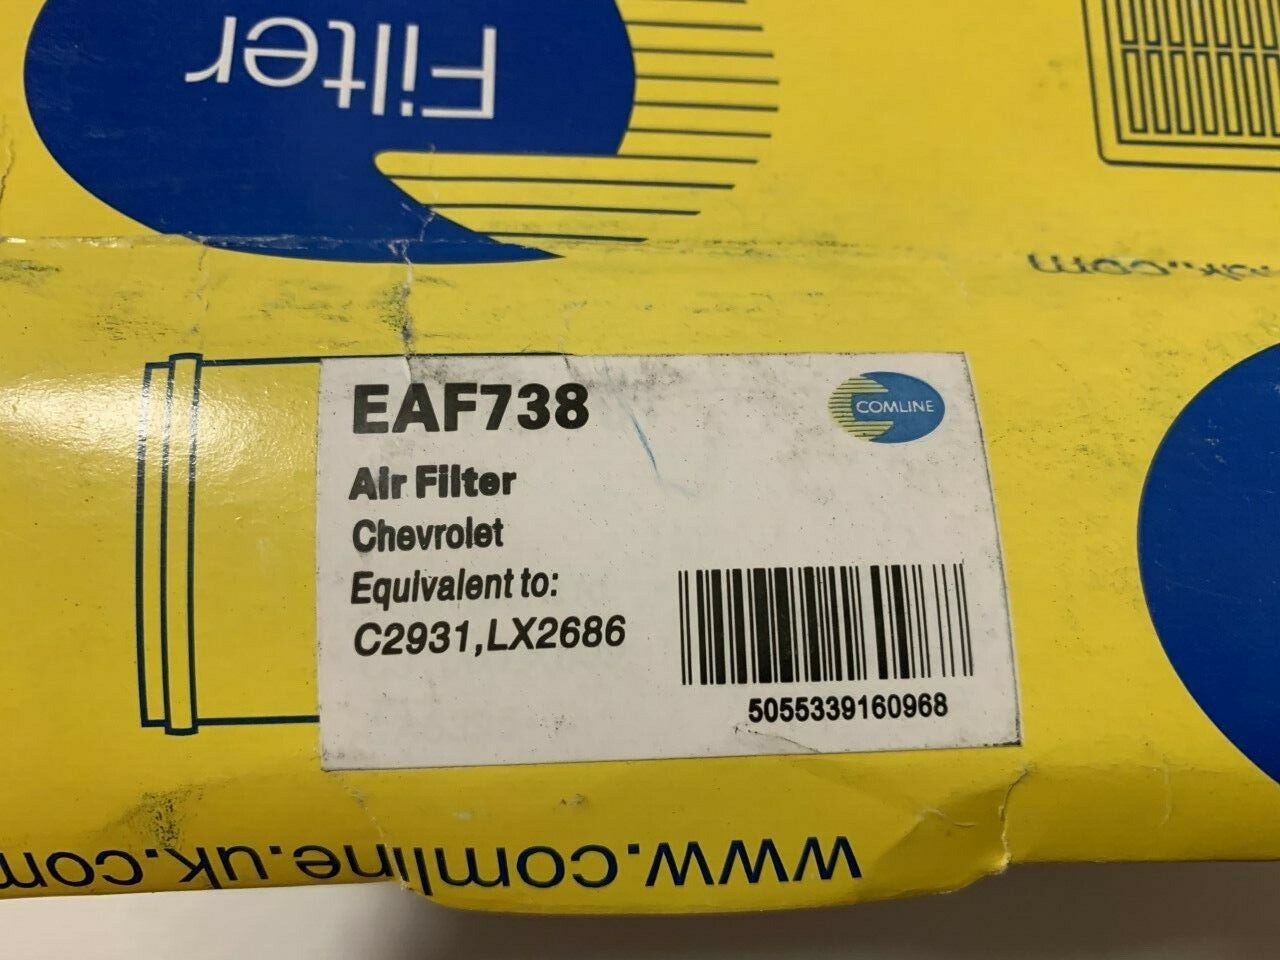 Filter
EAF738
COMLINE
Air Filter
Chevrolet
Equivalent to:
C2931,LX2686
5055339160968
www.comline.uk.com